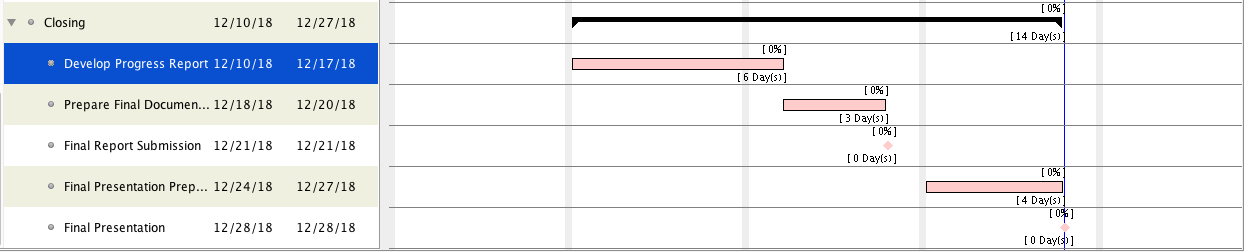 [ 0%]
Closing 12/10/18 12/27/18
[ 14 Day(s)]
[ 0%]
Develop Progress Report 12/10/18 12/17/18
[ 6 Day(s)]
[ 0%]
Prepare Final Documen... 12/18/18 12/20/18
[ 3 Day(s)]
[ 0%]
Final Report Submission 12/21/18 12/21/18
[ 0 Day(s)]
[ 0%]
Final Presentation Prep... 12/24/18 12/27/18
[ 4 Day(s)]
[ 0%]
Final Presentation 12/28/18 12/28/18
[ 0 Day(s)]